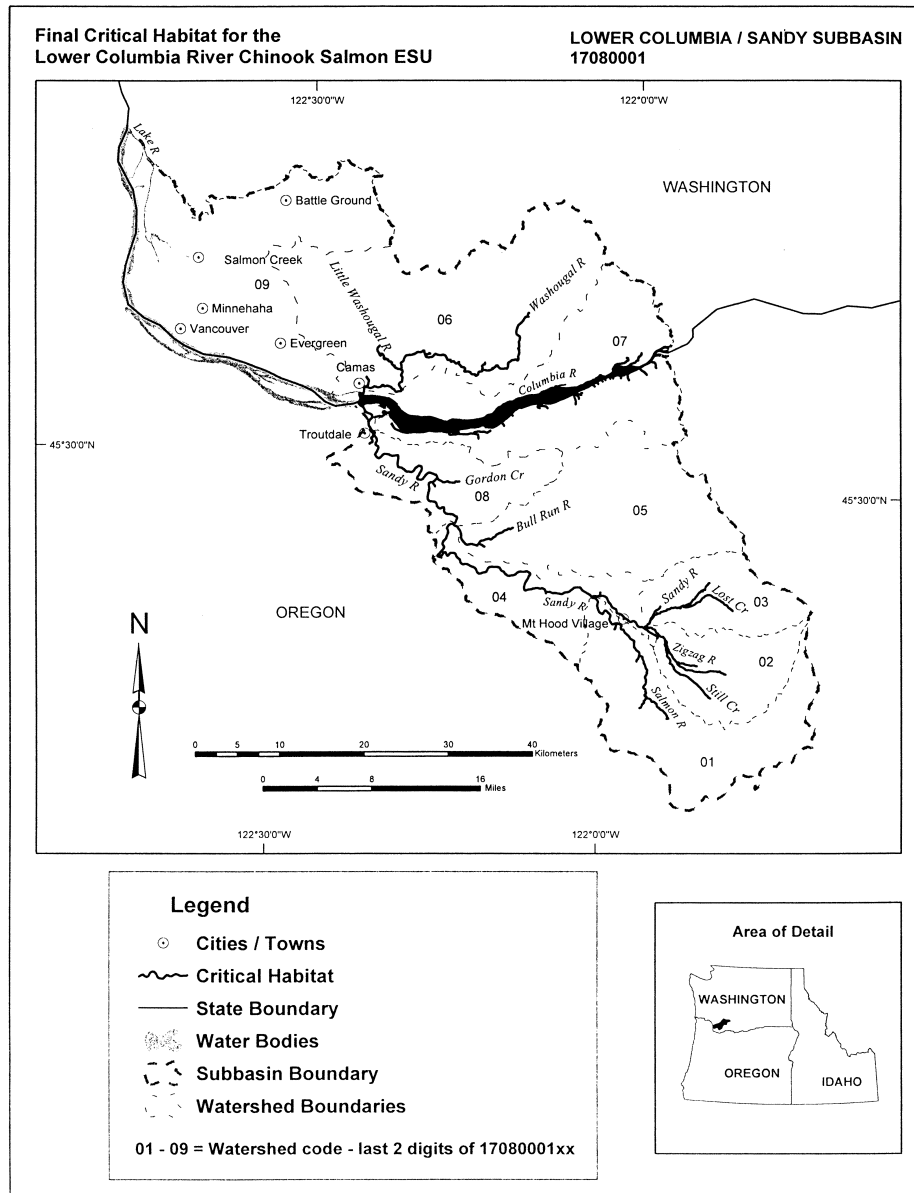 Final Critical Habitat for the
Lower Columbia River Chinook Salmon ESU
LOWER COLUMBIA / SANDY SUBBASIN
17080001
122°30'0"W
122°0'0"W
Lake R
WASHINGTON
Battle Ground
Salmon Creek
09
Little Washougal R
Washougal R
Minnehaha
06
Vancouver
07
Evergreen
Camas
Columbia R
Troutdale
45°30'0"N
Sandy R
Gordon Cr
08
45°30'0"N
Bull Run R
05
Sandy R
Lost Cr
03
04
Sandy R
OREGON
Mt Hood Village
Zigzag R
02
Still Cr
Salmon R
01
N
0 5 10 20 30 40
Kilometers
0 4 8 16
Miles
122°30'0"W
122°0'0"W
Legend
Cities / Towns
Critical Habitat
State Boundary
Water Bodies
Subbasin Boundary
Watershed Boundaries
01 - 09 = Watershed code - last 2 digits of 17080001xx
Area of Detail
WASHINGTON
OREGON
IDAHO